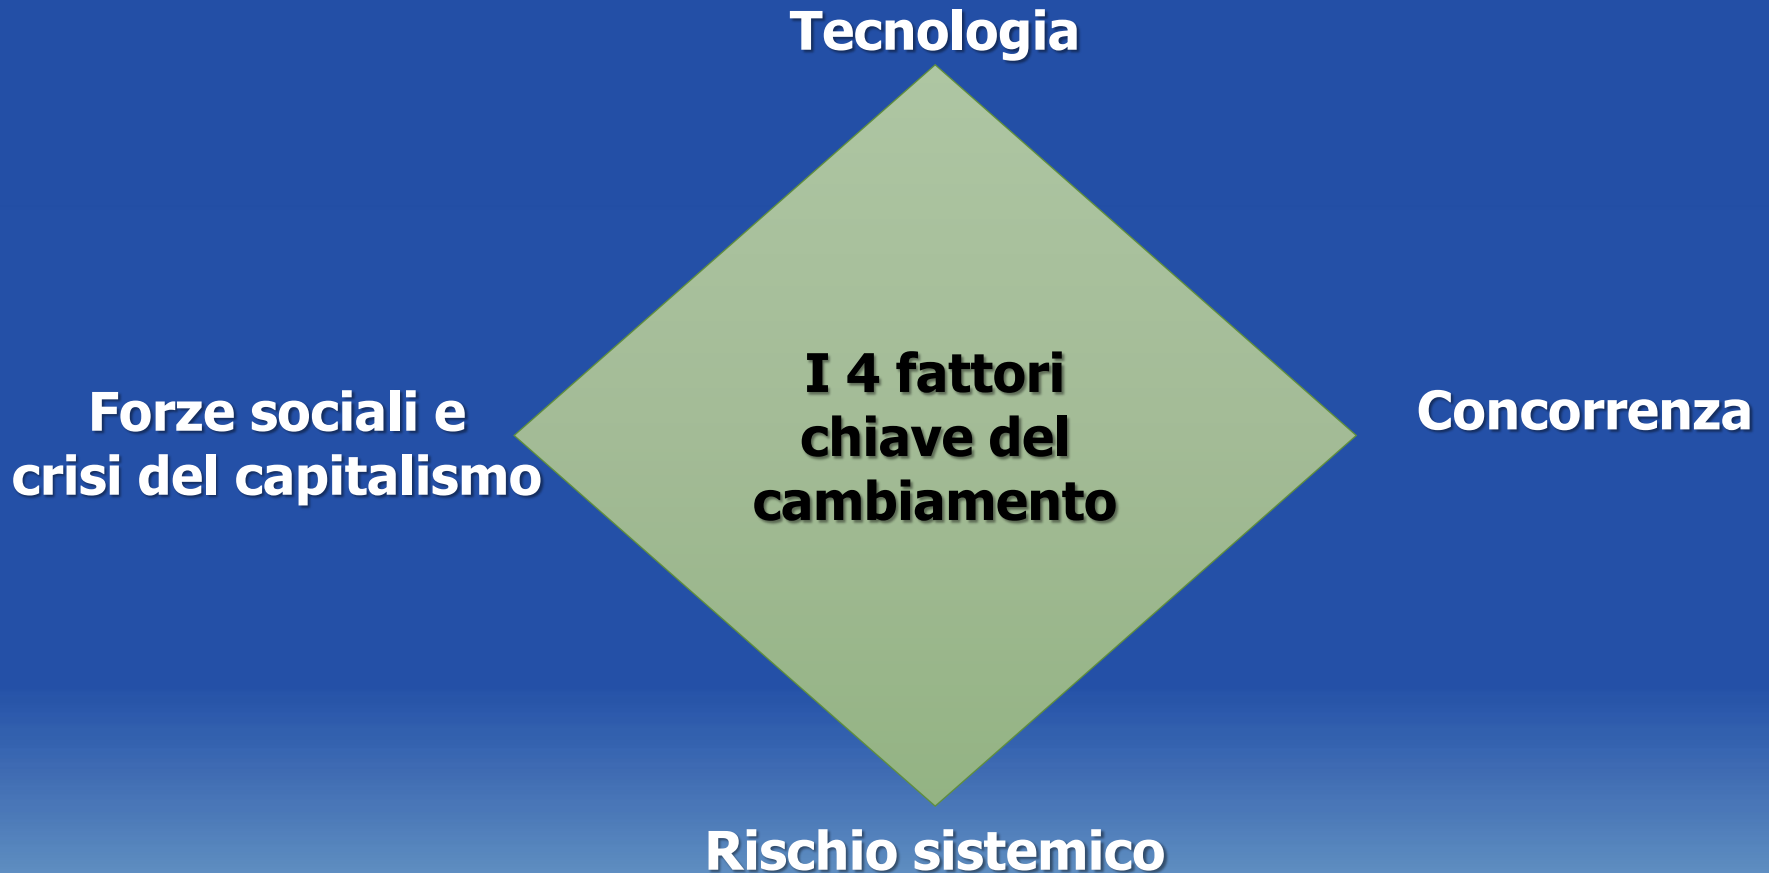 Tecnologia
I 4 fattori
chiave del
cambiamento
Forze sociali e
crisi del capitalismo
Concorrenza
Rischio sistemico